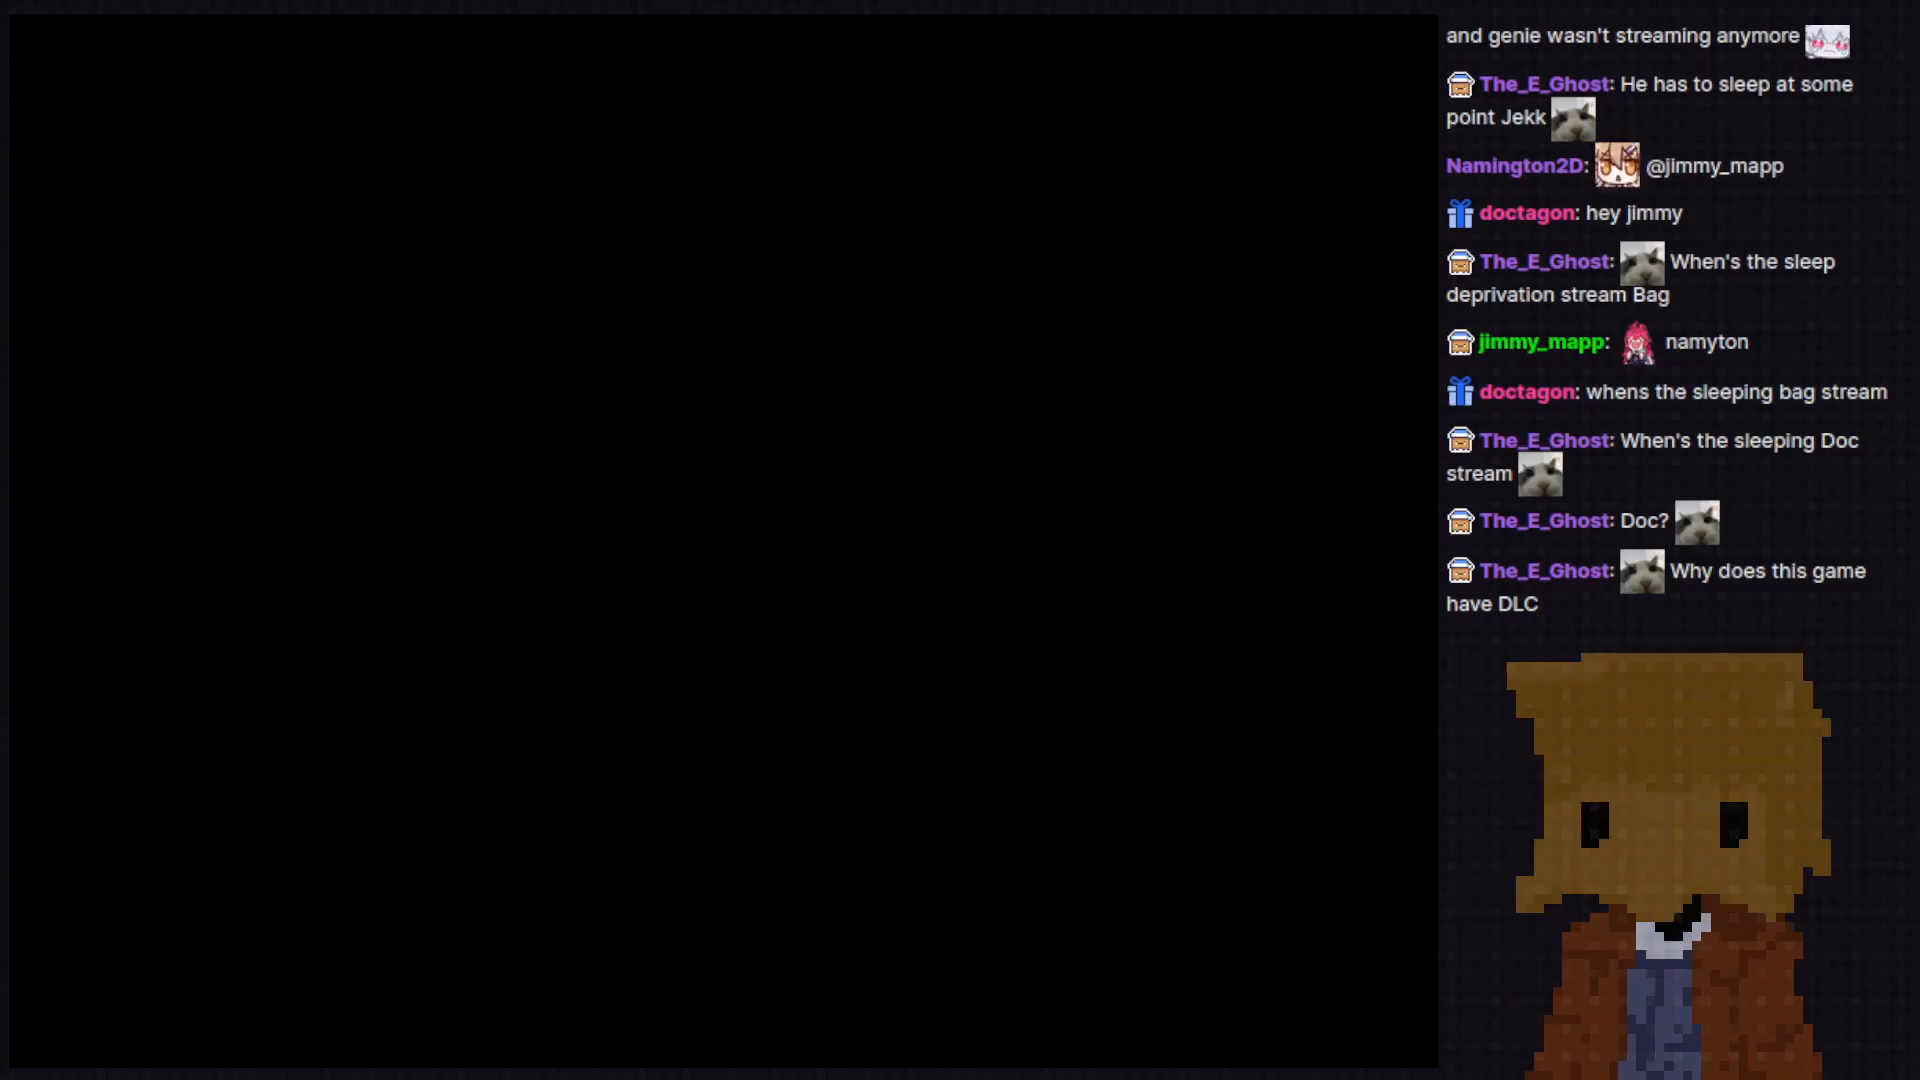 and genie wasn't streaming anymore
The_E_Ghost: He has to sleep at some
point Jekk
Namington2D: @jimmy_mapp
doctagon: hey jimmy
The_E_Ghost: When's the sleep
deprivation stream Bag
jimmy_mapp: namyton
doctagon: whens the sleeping bag stream
The_E_Ghost: When's the sleeping Doc
stream
The_E_Ghost: Doc?
The_E_Ghost: Why does this game
have DLC